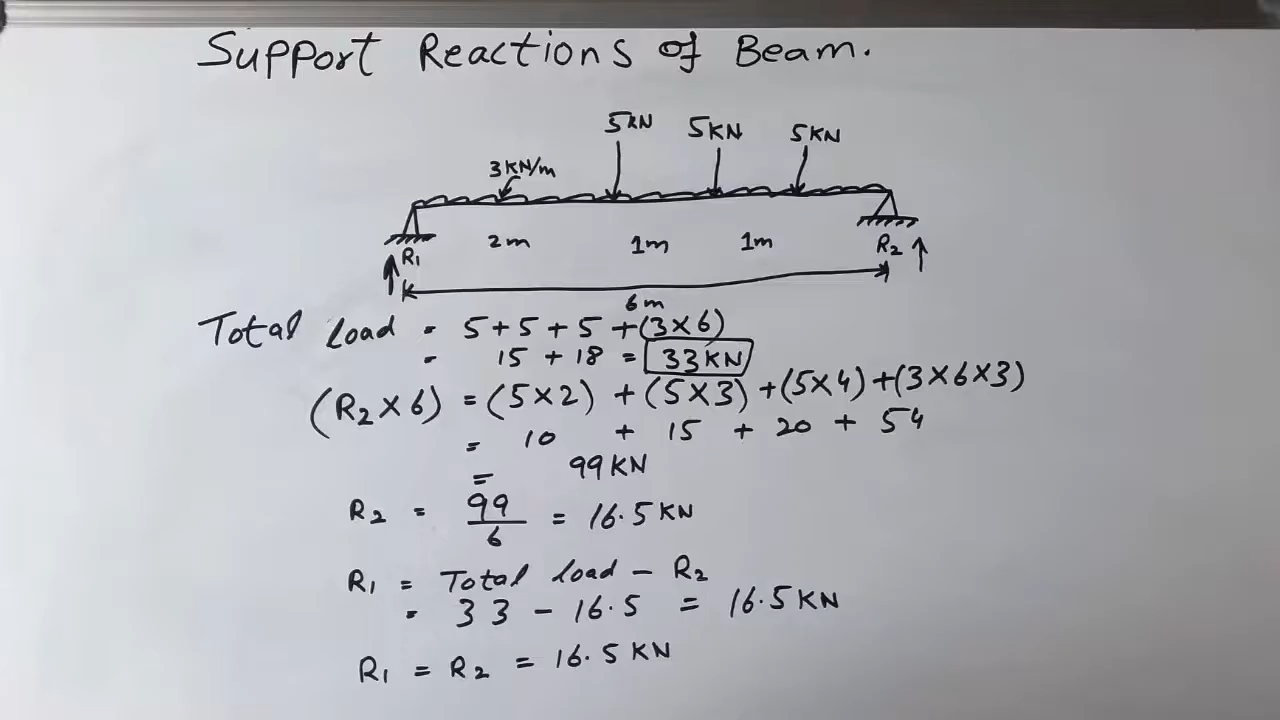 Support Reactions of Beam.
5KN 5KN 5KN
3KN/m
2m 1m 1m
R₁ R₂
6m
Total Load = 5 + 5 + 5 + (3×6)
= 15 + 18 = 33KN
(R₂ × 6) = (5×2) + (5×3) + (5×4) + (3×6×3)
= 10 + 15 + 20 + 54
= 99KN
R₂ = 99/6 = 16.5 KN
R₁ = Total load - R₂
= 33 - 16.5 = 16.5KN
R₁ = R₂ = 16.5 KN